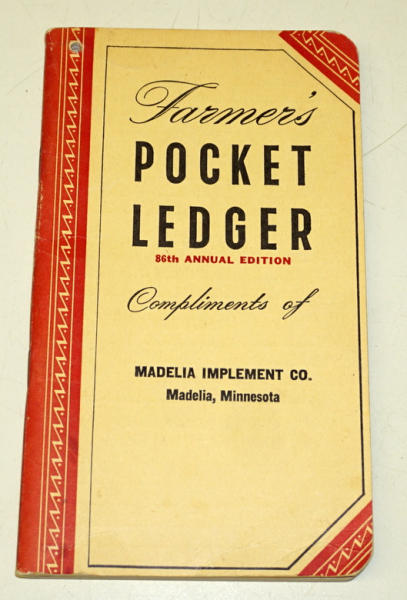 Farmer's
POCKET
LEDGER
86th ANNUAL EDITION
Compliments of
MADELIA IMPLEMENT CO.
Madelia, Minnesota